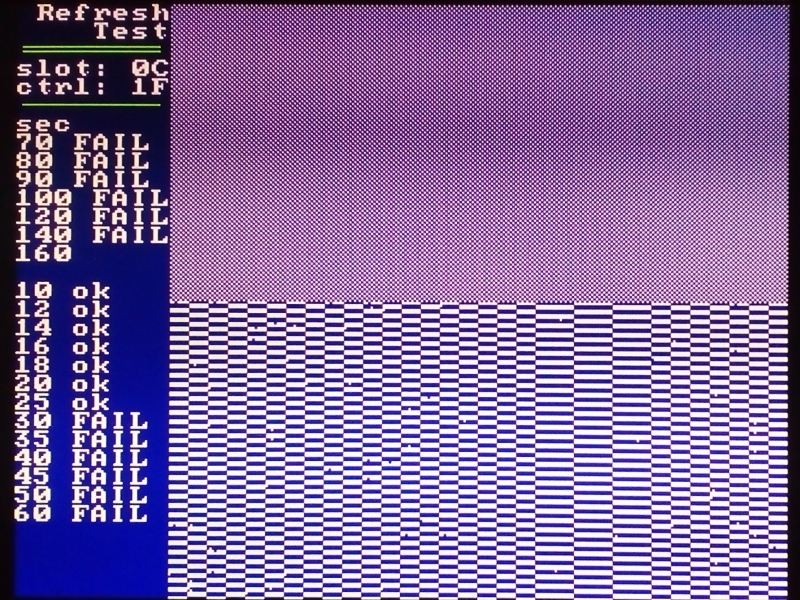 Refresh
Test
slot: 0C
ctrl: 1F
sec
70 FAIL
80 FAIL
90 FAIL
100 FAIL
120 FAIL
140 FAIL
160
10 ok
12 ok
14 ok
16 ok
18 ok
20 ok
25 ok
30 FAIL
35 FAIL
40 FAIL
45 FAIL
50 FAIL
60 FAIL